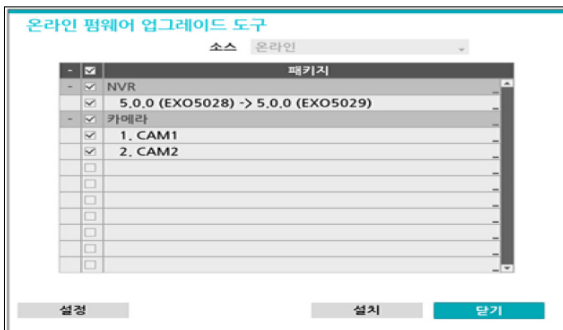 온라인 펌웨어 업그레이드 도구
소스 온라인
- 패키지
- NVR
5.0.0 (EXO5028) -> 5.0.0 (EXO5029)
- 카메라
1. CAM1
2. CAM2
설정 설치 닫기